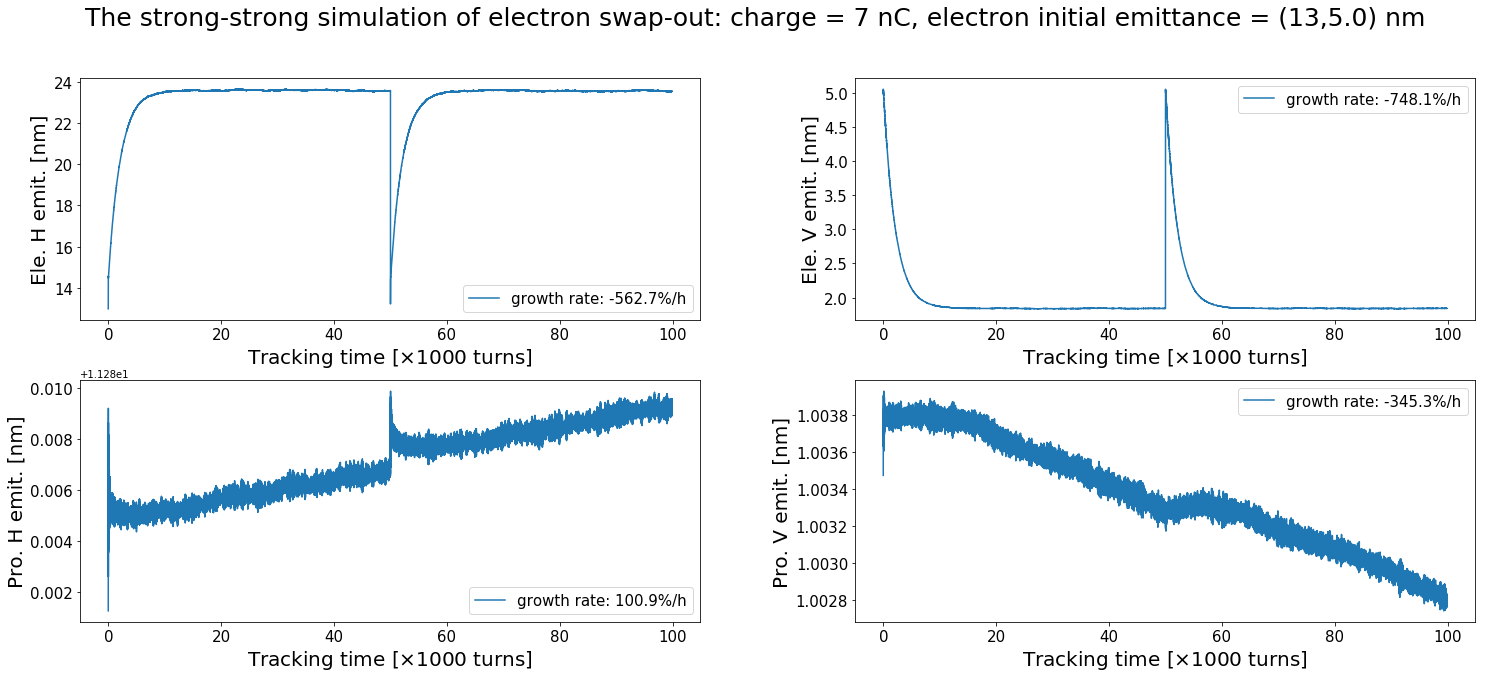 The strong-strong simulation of electron swap-out: charge = 7 nC, electron initial emittance = (13,5.0) nm
Ele. H emit. [nm]
24
22
20
18
16
14
growth rate: -562.7%/h
0 20 40 60 80 100
Tracking time [×1000 turns]
Ele. V emit. [nm]
5.0
4.5
4.0
3.5
3.0
2.5
2.0
growth rate: -748.1%/h
0 20 40 60 80 100
Tracking time [×1000 turns]
+1.128e1
Pro. H emit. [nm]
0.010
0.008
0.006
0.004
0.002
growth rate: 100.9%/h
0 20 40 60 80 100
Tracking time [×1000 turns]
Pro. V emit. [nm]
1.0038
1.0036
1.0034
1.0032
1.0030
1.0028
growth rate: -345.3%/h
0 20 40 60 80 100
Tracking time [×1000 turns]